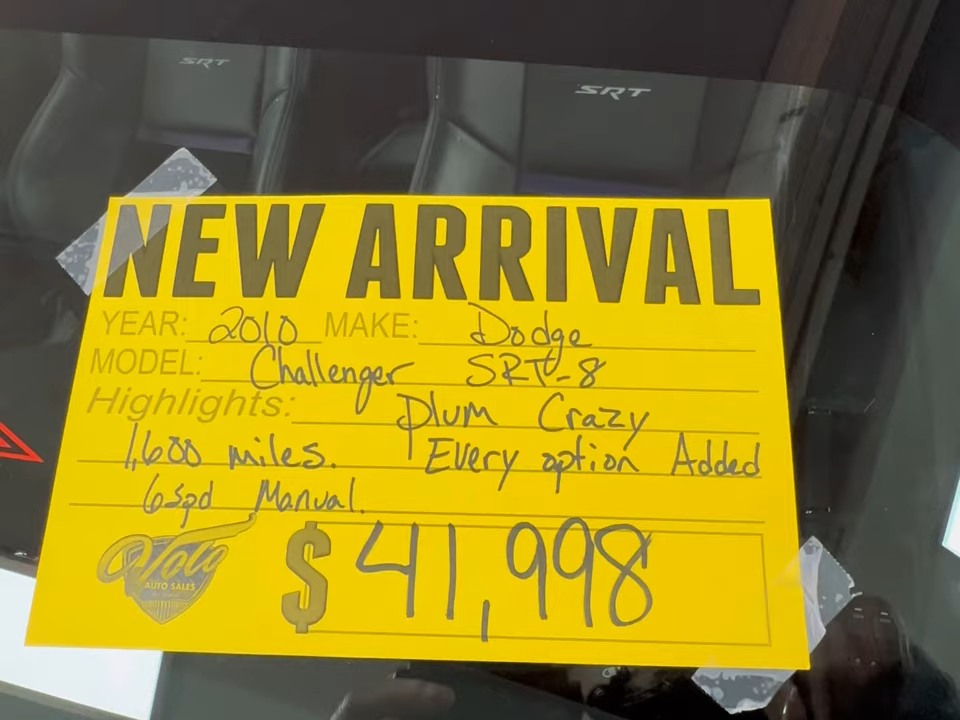 SRT
SRT
NEW ARRIVAL
YEAR: 2010 MAKE: Dodge
MODEL: Challenger SRT-8
Highlights: Plum Crazy
1,600 miles. Every option Added
6spd Manual.
Volo
AUTO SALES
$ 41,998